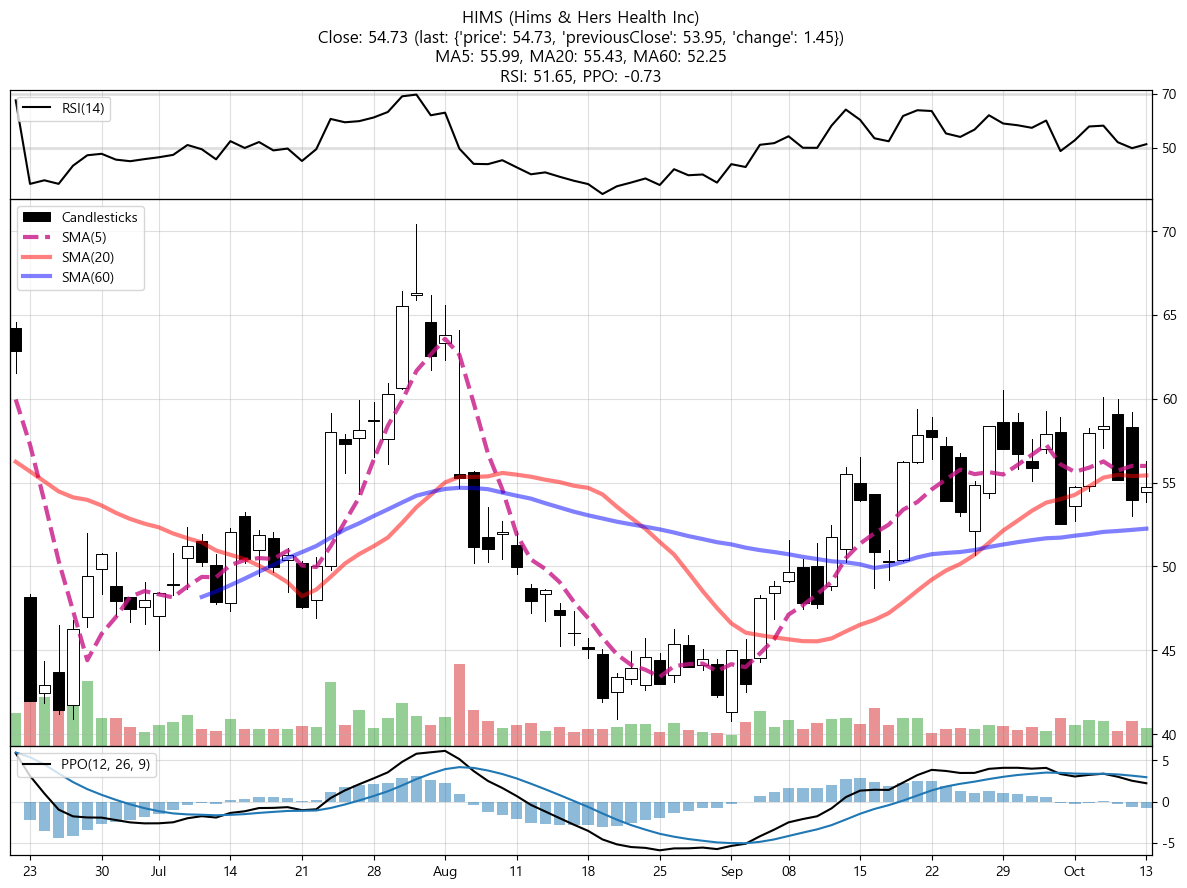 HIMS (Hims & Hers Health Inc)
Close: 54.73 (last: {'price': 54.73, 'previousClose': 53.95, 'change': 1.45})
MA5: 55.99, MA20: 55.43, MA60: 52.25
RSI: 51.65, PPO: -0.73
RSI(14)
70
50
Candlesticks
SMA(5)
SMA(20)
SMA(60)
70
65
60
55
50
45
40
PPO(12, 26, 9)
5
0
-5
23 30 Jul 14 21 28 Aug 11 18 25 Sep 08 15 22 29 Oct 13